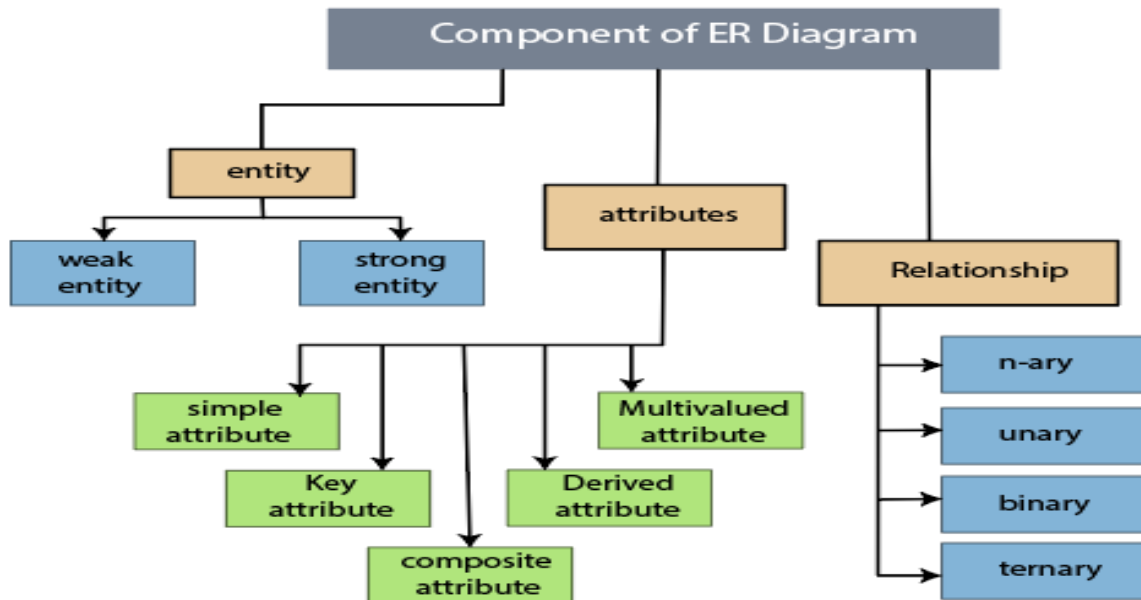 Component of ER Diagram
entity
attributes
weak
entity
strong
entity
Relationship
n-ary
simple
attribute
Multivalued
attribute
unary
Key
attribute
Derived
attribute
binary
composite
attribute
ternary